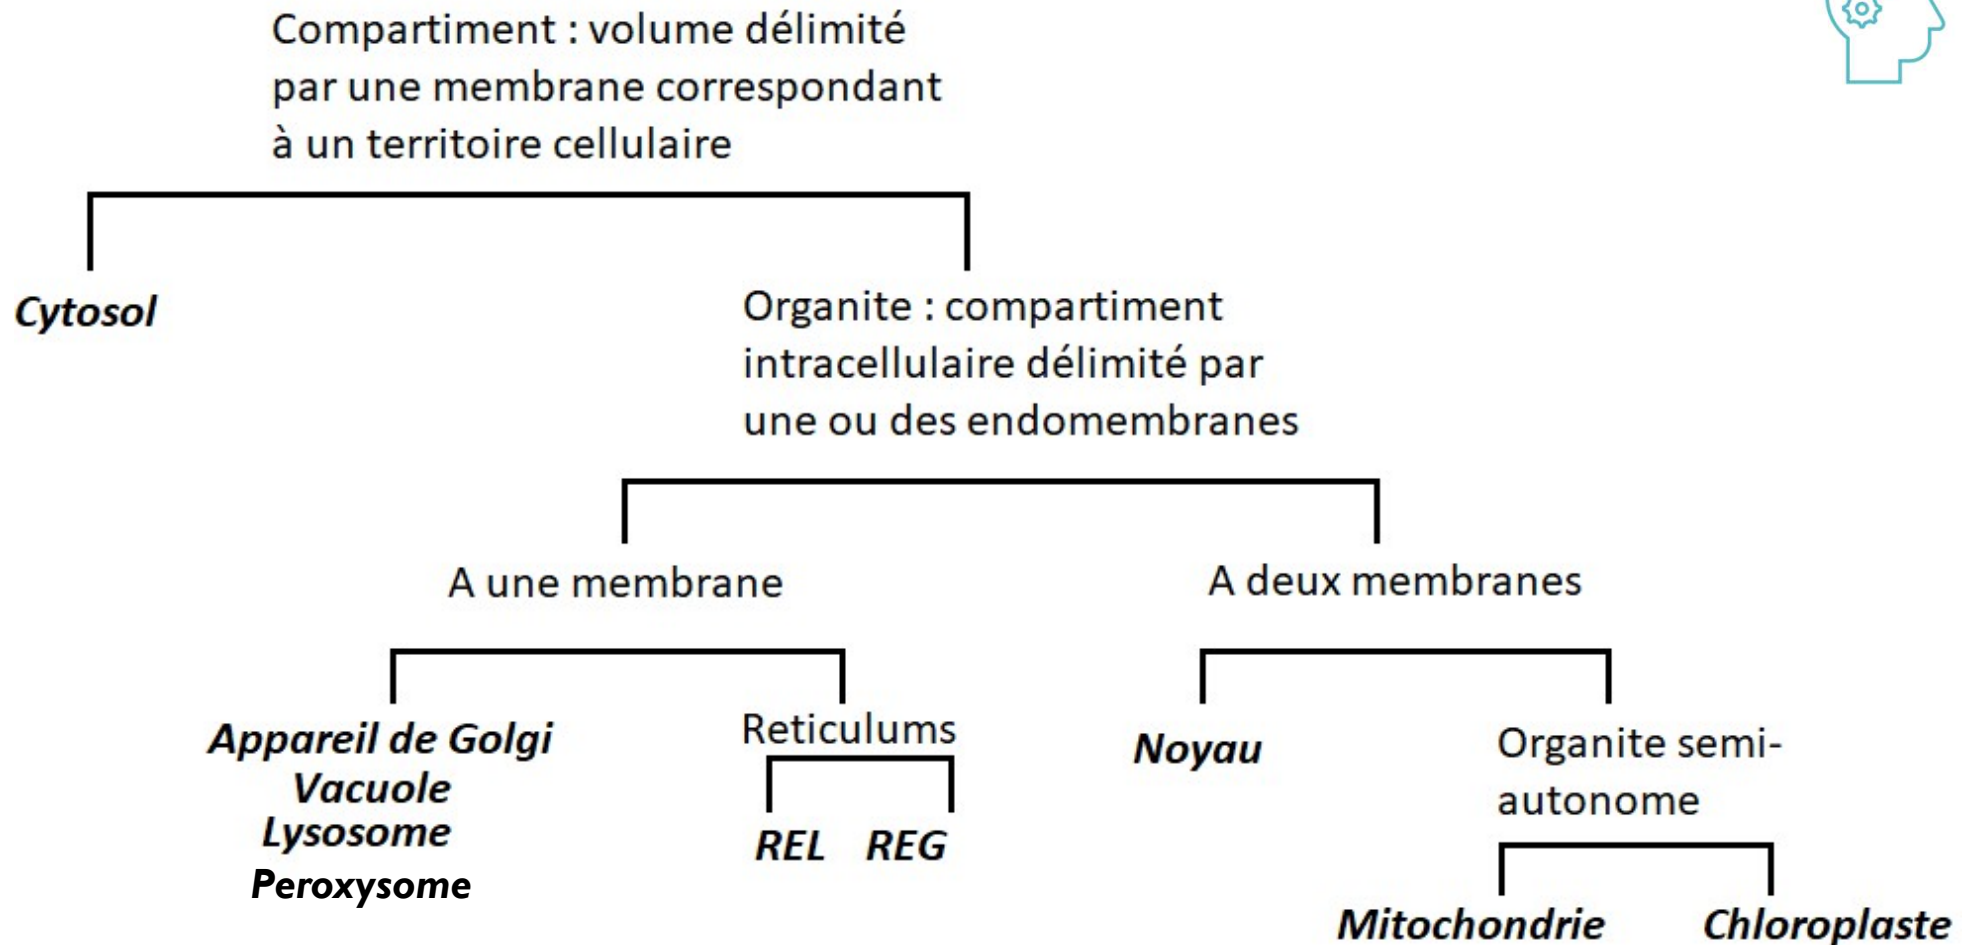 Compartiment : volume délimité
par une membrane correspondant
à un territoire cellulaire
Cytosol
Organite : compartiment
intracellulaire délimité par
une ou des endomembranes
A une membrane
A deux membranes
Appareil de Golgi
Vacuole
Lysosome
Peroxysome
Reticulums
REL REG
Noyau
Organite semi-
autonome
Mitochondrie Chloroplaste